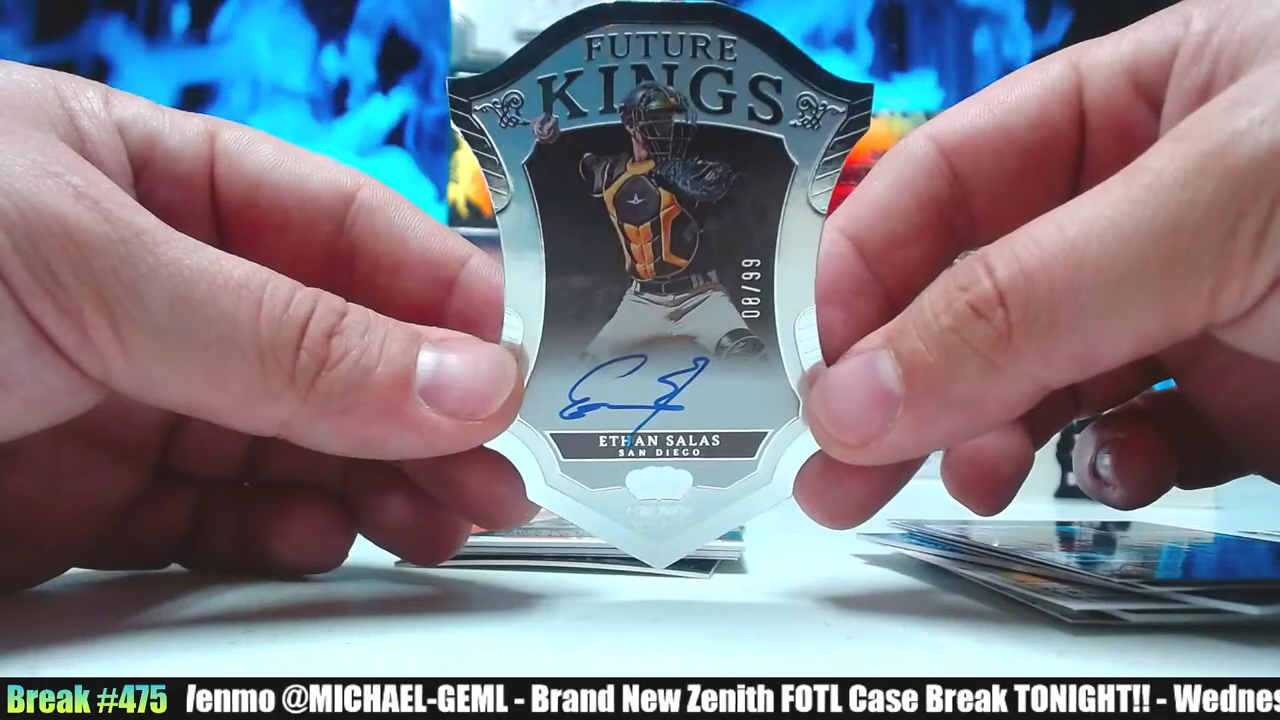 FUTURE
KINGS
08/99
ETHAN SALAS
SAN DIEGO
Break #475 /enmo @MICHAEL-GEML - Brand New Zenith FOTL Case Break TONIGHT!! - Wednes